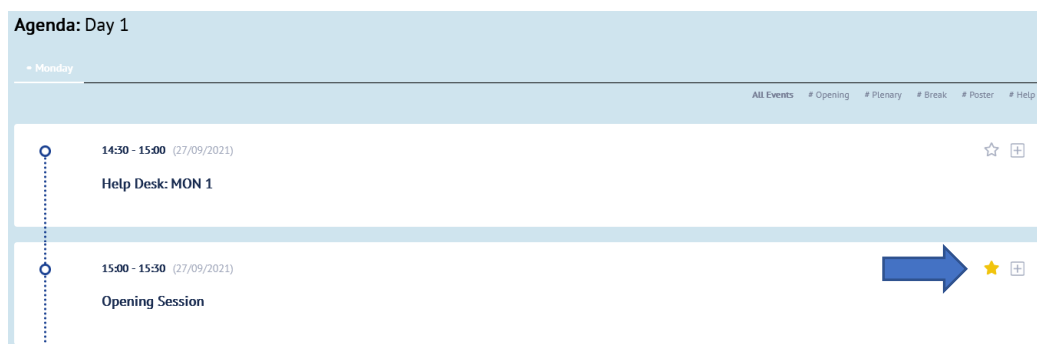 Agenda: Day 1
Monday
All Events # Opening # Plenary # Break # Poster # Help
14:30 - 15:00 (27/09/2021)
Help Desk: MON 1
15:00 - 15:30 (27/09/2021)
Opening Session